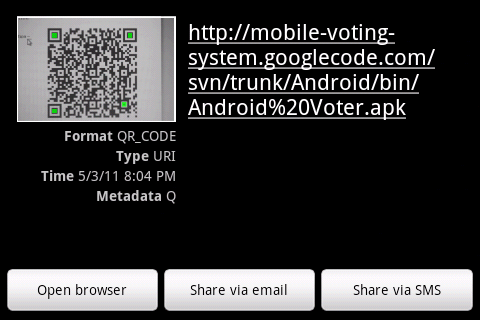 http://mobile-voting-
system.googlecode.com/
svn/trunk/Android/bin/
Android%20Voter.apk
Format QR_CODE
Type URI
Time 5/3/11 8:04 PM
Metadata Q
Open browser
Share via email
Share via SMS